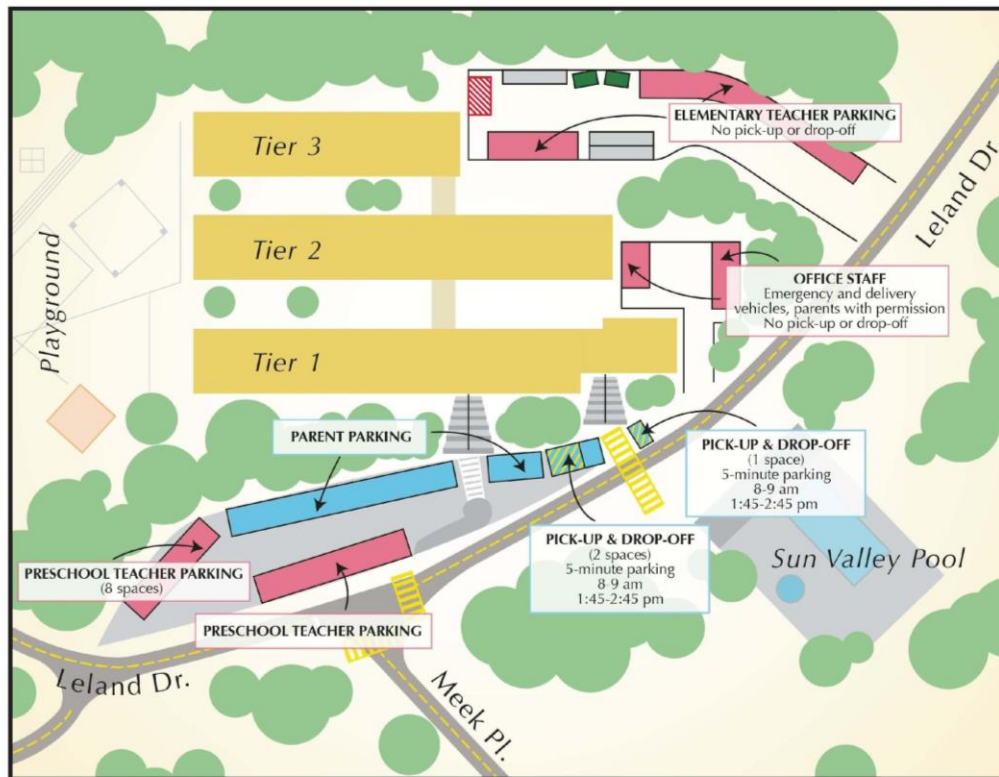 Tier 3
ELEMENTARY TEACHER PARKING
No pick-up or drop-off
Leland Dr.
Playground
Tier 2
OFFICE STAFF
Emergency and delivery
vehicles, parents with permission
No pick-up or drop-off
Tier 1
PARENT PARKING
PICK-UP & DROP-OFF
(1 space)
5-minute parking
8-9 am
1:45-2:45 pm
PICK-UP & DROP-OFF
(2 spaces)
5-minute parking
8-9 am
1:45-2:45 pm
Sun Valley Pool
PRESCHOOL TEACHER PARKING
(8 spaces)
PRESCHOOL TEACHER PARKING
Leland Dr.
Meek Pl.